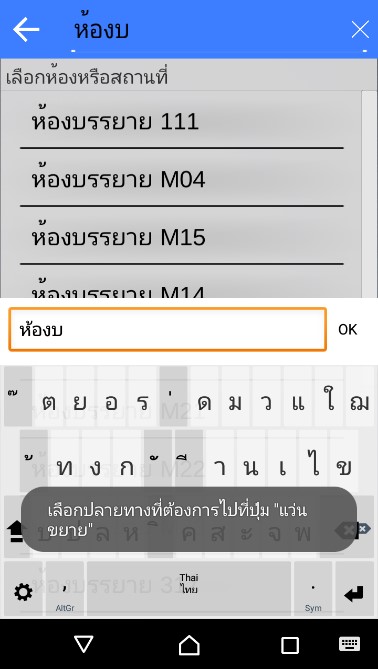 ห้องบ
เลือกห้องหรือสถานที่
ห้องบรรยาย 111
ห้องบรรยาย M04
ห้องบรรยาย M15
ห้องบรรยาย M14
ห้องบ OK
๊ ต ย อ ร ่ ด ม ว แ ใ ฌ
้ ท ง ก ั ี า น เ ไ ข
เลือกปลายทางที่ต้องการไปที่ปุ่ม "แว่น
ขยาย"
บ ป ล ห ิ ค ส ะ จ พ
, AltGr Thai . Sym
ไทย